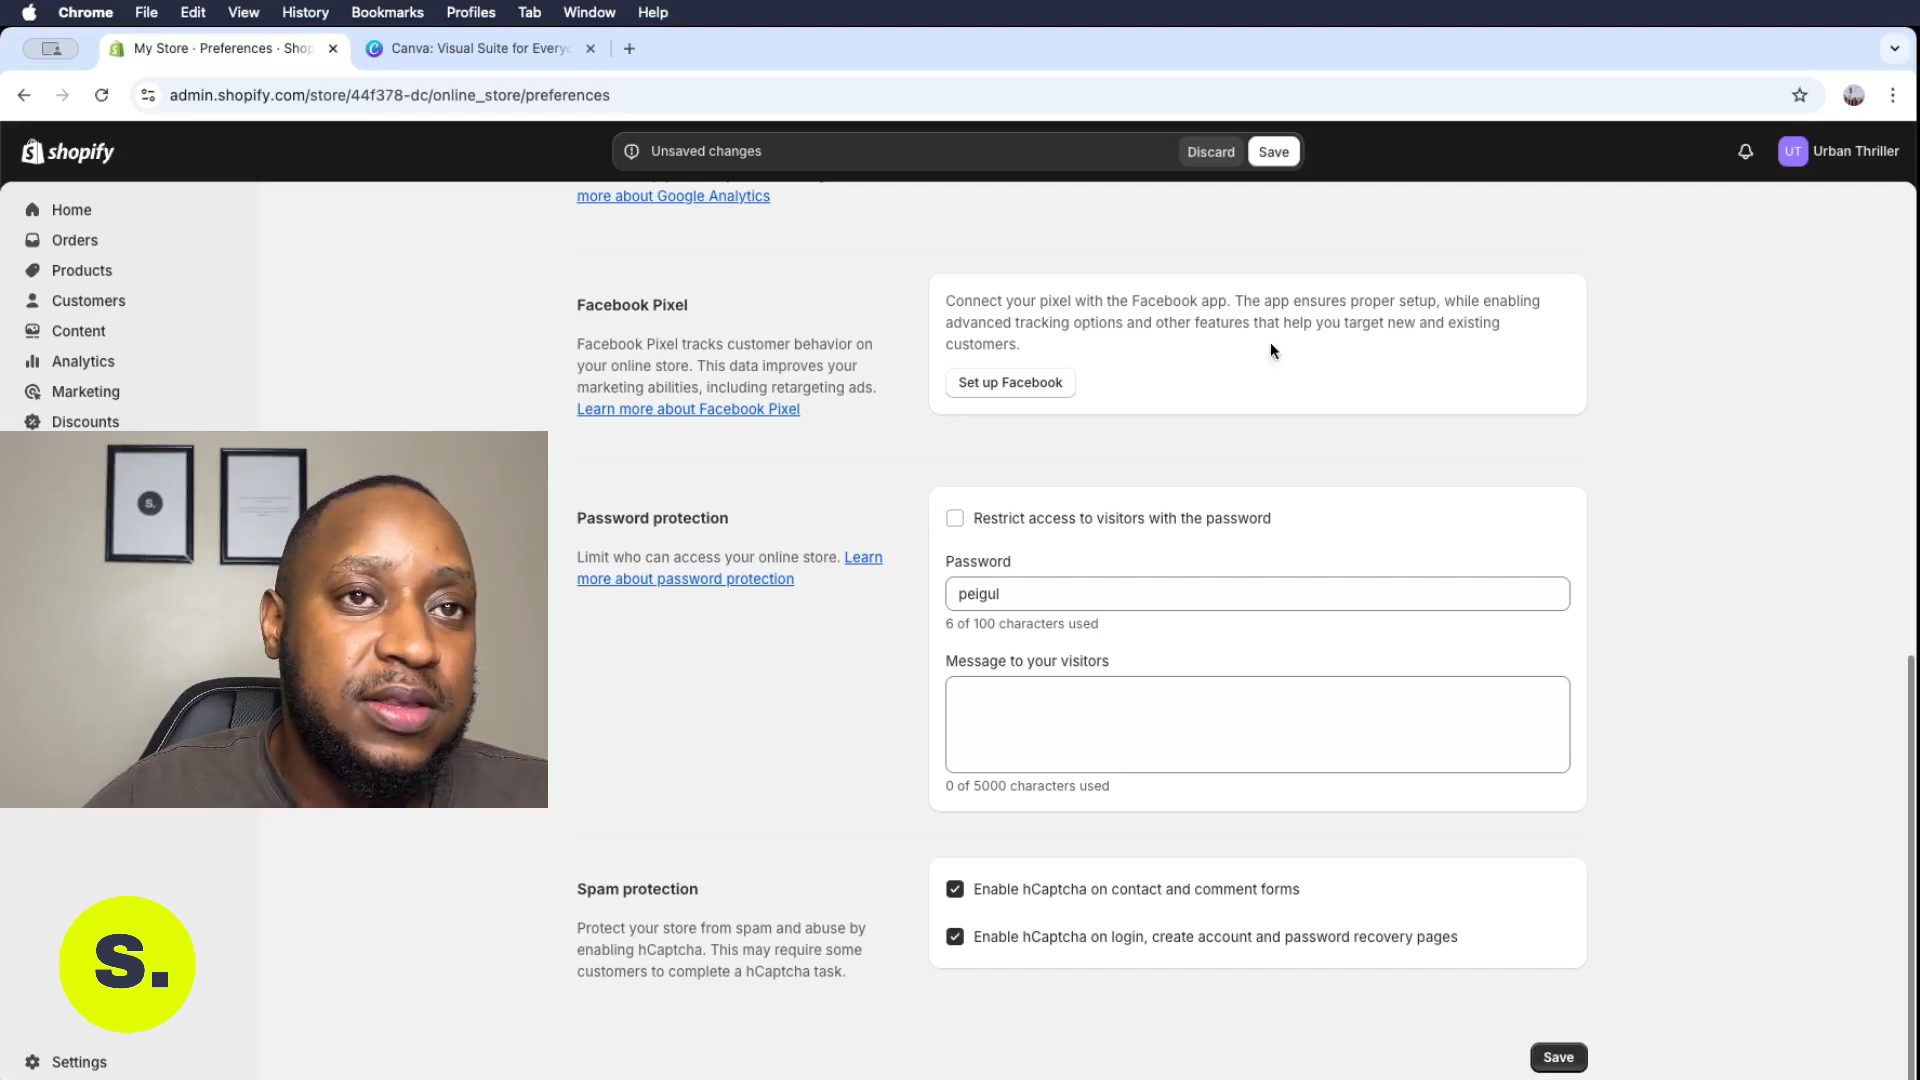 Chrome File Edit View History Bookmarks Profiles Tab Window Help
My Store · Preferences · Shop
Canva: Visual Suite for Everyo
admin.shopify.com/store/44f378-dc/online_store/preferences
shopify
Unsaved changes
Discard
Save
UT
Urban Thriller
Home
Orders
Products
Customers
Content
Analytics
Marketing
Discounts
more about Google Analytics
Facebook Pixel
Facebook Pixel tracks customer behavior on
your online store. This data improves your
marketing abilities, including retargeting ads.
Learn more about Facebook Pixel
Connect your pixel with the Facebook app. The app ensures proper setup, while enabling
advanced tracking options and other features that help you target new and existing
customers.
Set up Facebook
Password protection
Limit who can access your online store. Learn
more about password protection
Restrict access to visitors with the password
Password
peigul
6 of 100 characters used
Message to your visitors
0 of 5000 characters used
Spam protection
Protect your store from spam and abuse by
enabling hCaptcha. This may require some
customers to complete a hCaptcha task.
Enable hCaptcha on contact and comment forms
Enable hCaptcha on login, create account and password recovery pages
Save
s.
s.
Settings